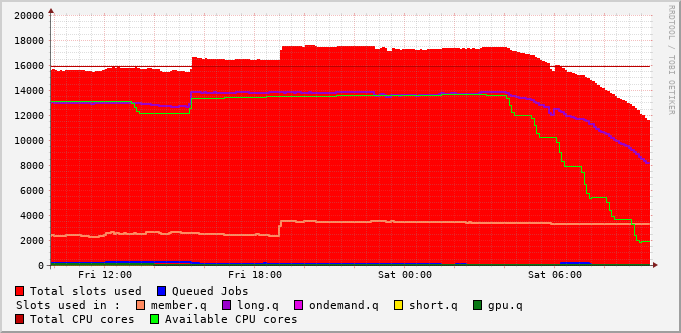 RRDTOOL / TOBI OETIKER
20000
18000
16000
14000
12000
10000
8000
6000
4000
2000
0
Fri 12:00 Fri 18:00 Sat 00:00 Sat 06:00
Total slots used Queued Jobs
Slots used in : member.q long.q ondemand.q short.q gpu.q
Total CPU cores Available CPU cores